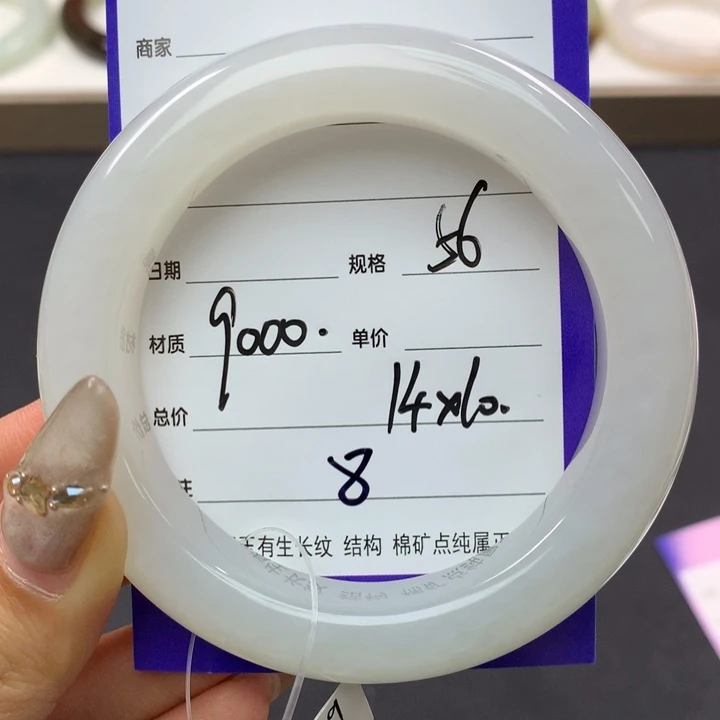 商家
56
日期 规格
9000.
材质 单价
14x10.
总价
8
有生长纹 结构 棉矿点纯属正